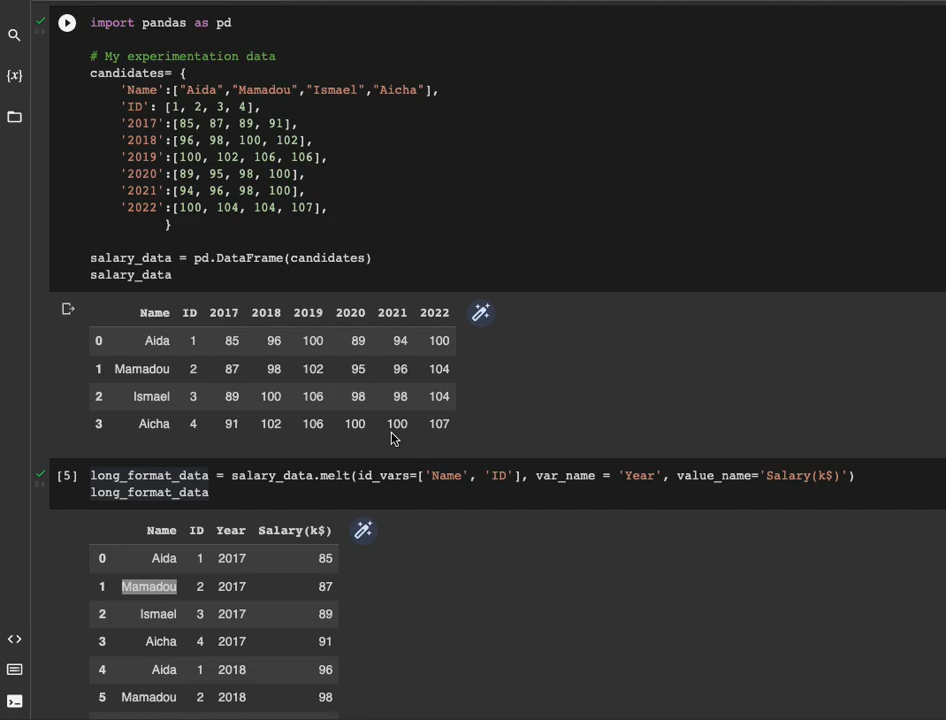 import pandas as pd
# My experimentation data
candidates= {
'Name':["Aida","Mamadou","Ismael","Aicha"],
'ID': [1, 2, 3, 4],
'2017':[85, 87, 89, 91],
'2018':[96, 98, 100, 102],
'2019':[100, 102, 106, 106],
'2020':[89, 95, 98, 100],
'2021':[94, 96, 98, 100],
'2022':[100, 104, 104, 107],
}
salary_data = pd.DataFrame(candidates)
salary_data
Name ID 2017 2018 2019 2020 2021 2022
0 Aida 1 85 96 100 89 94 100
1 Mamadou 2 87 98 102 95 96 104
2 Ismael 3 89 100 106 98 98 104
3 Aicha 4 91 102 106 100 100 107
[5] long_format_data = salary_data.melt(id_vars=['Name', 'ID'], var_name = 'Year', value_name='Salary(k$)')
long_format_data
Name ID Year Salary(k$)
0 Aida 1 2017 85
1 Mamadou 2 2017 87
2 Ismael 3 2017 89
3 Aicha 4 2017 91
4 Aida 1 2018 96
5 Mamadou 2 2018 98